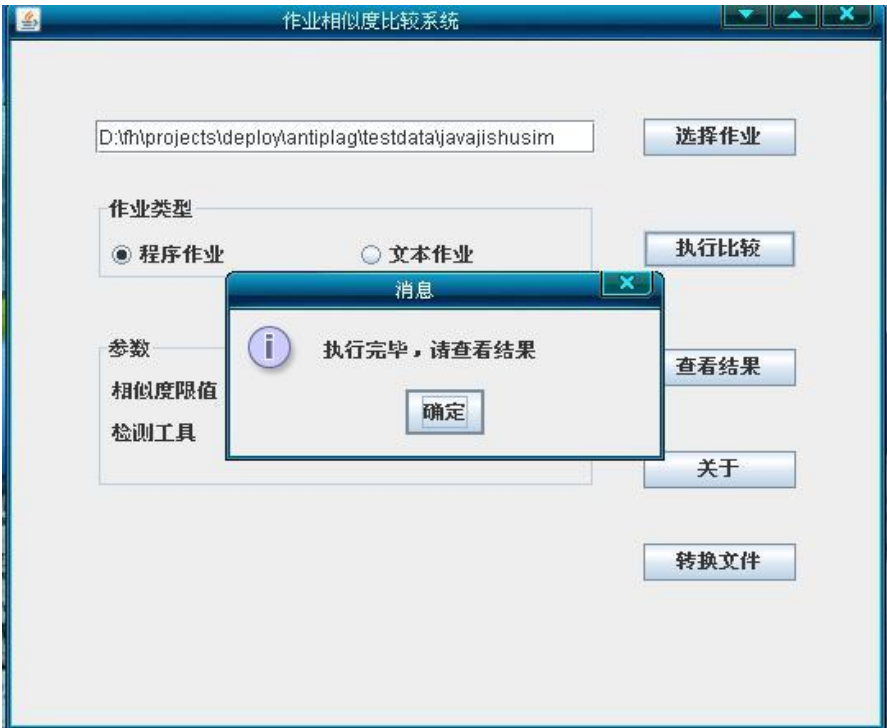 作业相似度比较系统
D:\fh\projects\deploy\antiplag\testdata\javajishusim
选择作业
作业类型
程序作业
文本作业
执行比较
消息
执行完毕，请查看结果
确定
参数
相似度限值
检测工具
查看结果
关于
转换文件